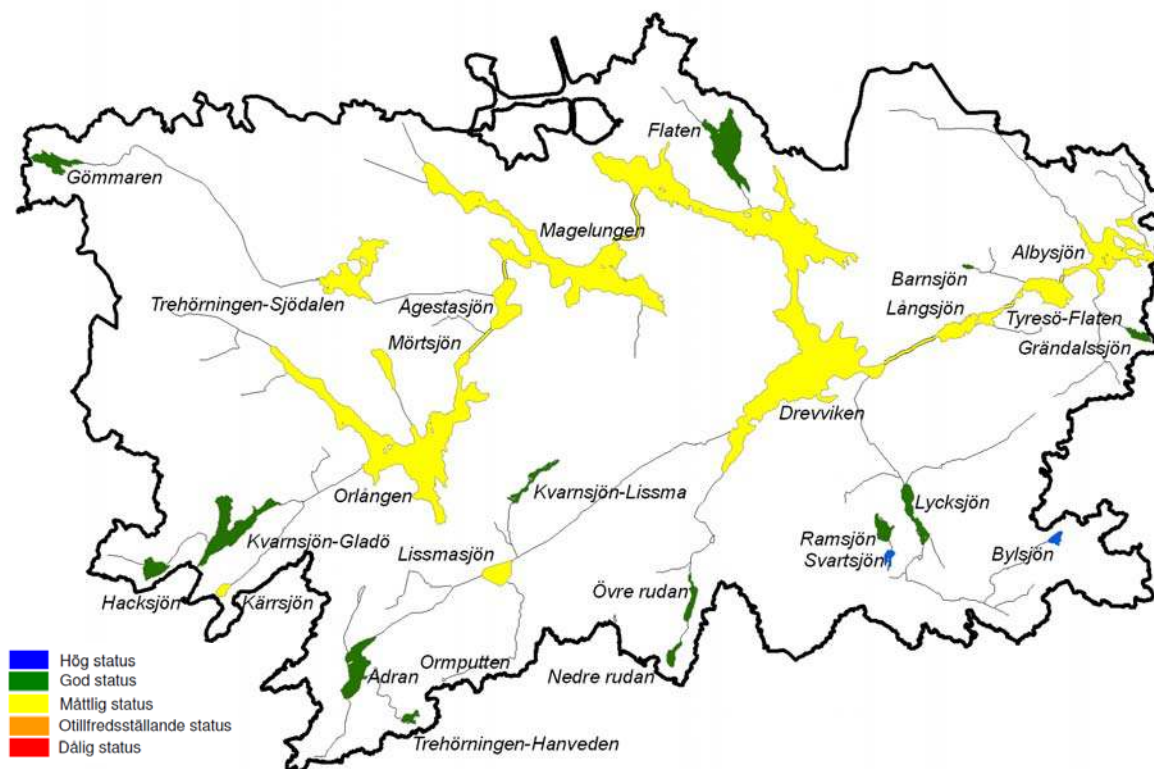 Flaten
Gömmaren
Magelungen
Albysjön
Barnsjön
Trehörningen-Sjödalen
Ågestasjön
Långsjön
Tyresö-Flaten
Mörtsjön
Grändalssjön
Drevviken
Orlången
Kvarnsjön-Lissma
Lycksjön
Kvarnsjön-Gladö
Ramsjön
Lissmasjön
Svartsjön
Bylsjön
Hacksjön
Kärrsjön
Övre rudan
Ormputten
Ådran
Nedre rudan
Trehörningen-Hanveden
Hög status
God status
Måttlig status
Otillfredsställande status
Dålig status